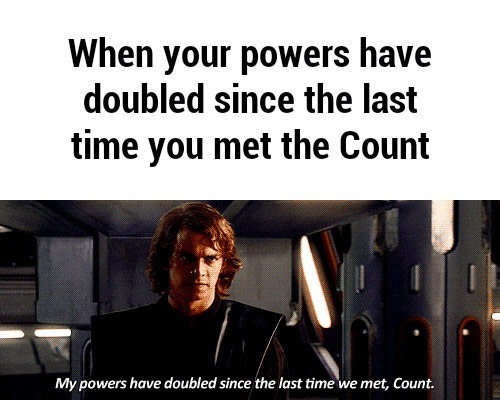 When your powers have
doubled since the last
time you met the Count
My powers have doubled since the last time we met, Count.